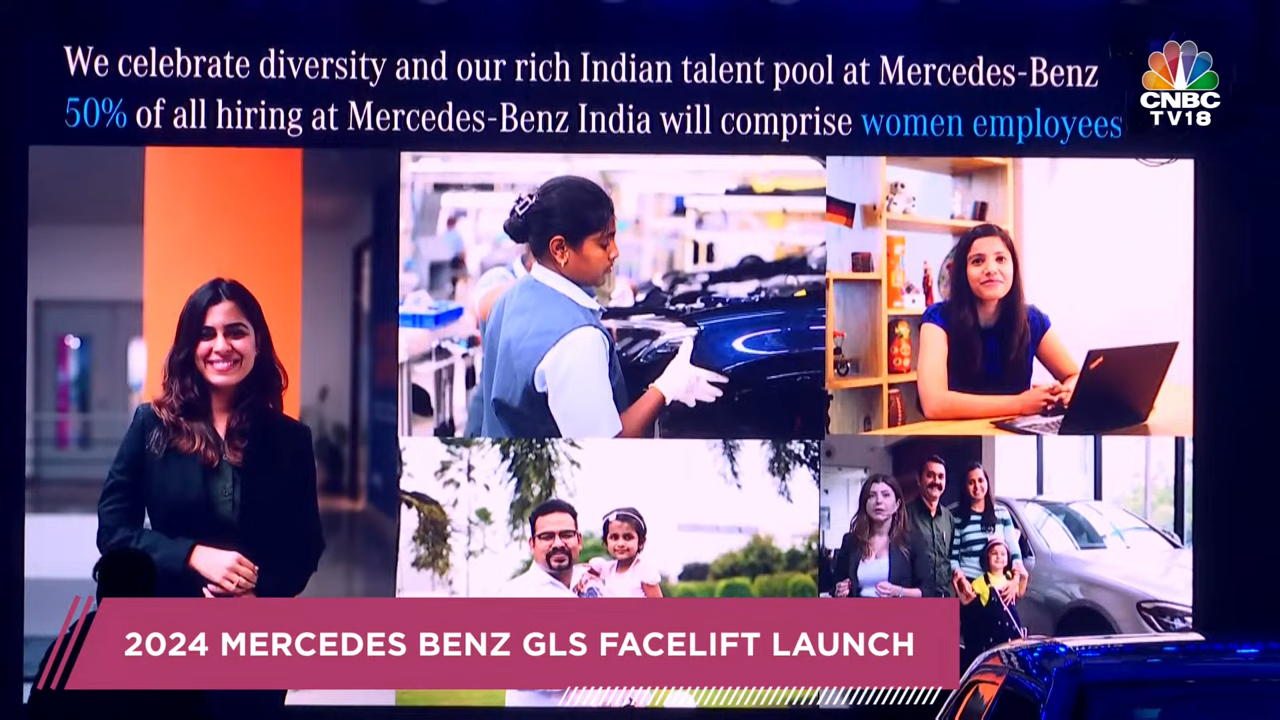 We celebrate diversity and our rich Indian talent pool at Mercedes-Benz
50% of all hiring at Mercedes-Benz India will comprise women employees
CNBC
TV18
2024 MERCEDES BENZ GLS FACELIFT LAUNCH